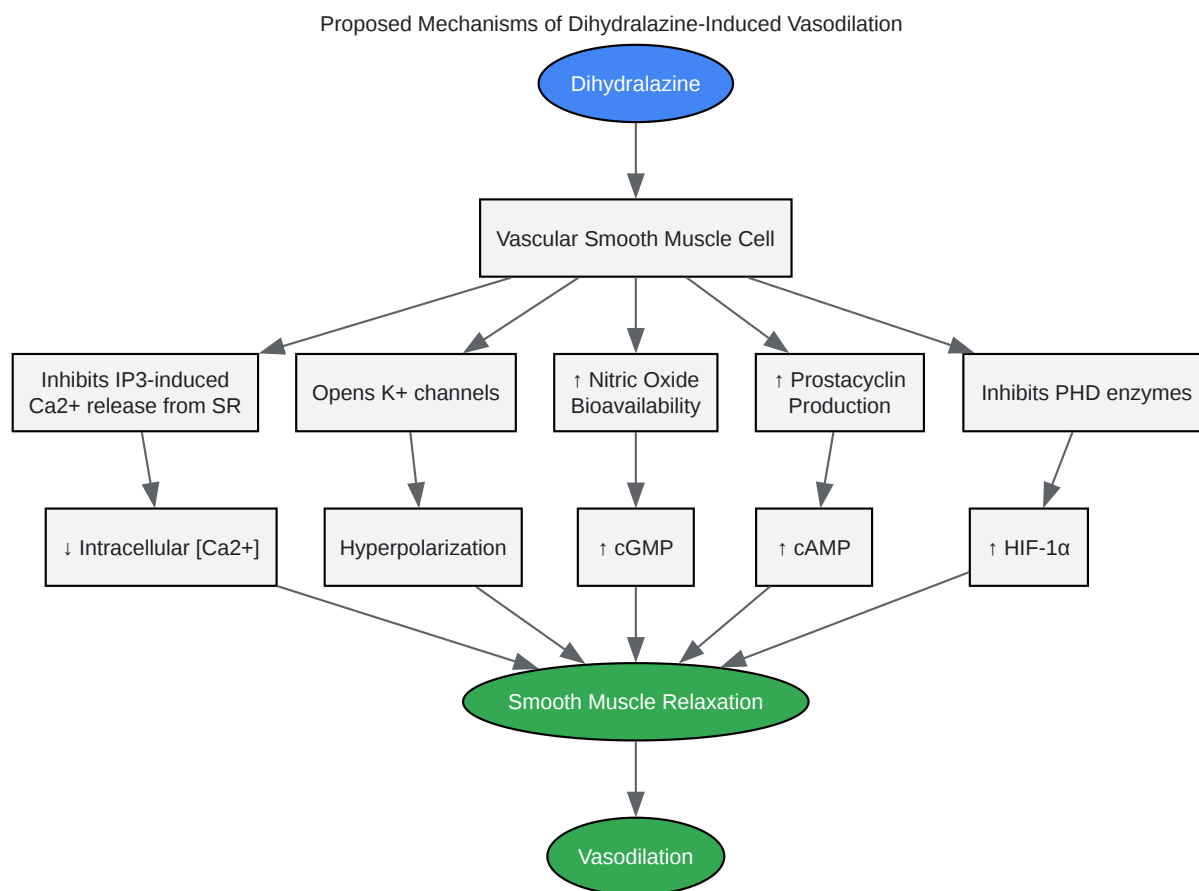 Proposed Mechanisms of Dihydralazine-Induced Vasodilation
Dihydralazine
Vascular Smooth Muscle Cell
Inhibits IP3-induced
Ca2+ release from SR
Opens K+ channels
↑ Nitric Oxide
Bioavailability
↑ Prostacyclin
Production
Inhibits PHD enzymes
↓ Intracellular [Ca2+]
Hyperpolarization
↑ cGMP
↑ cAMP
↑ HIF-1α
Smooth Muscle Relaxation
Vasodilation